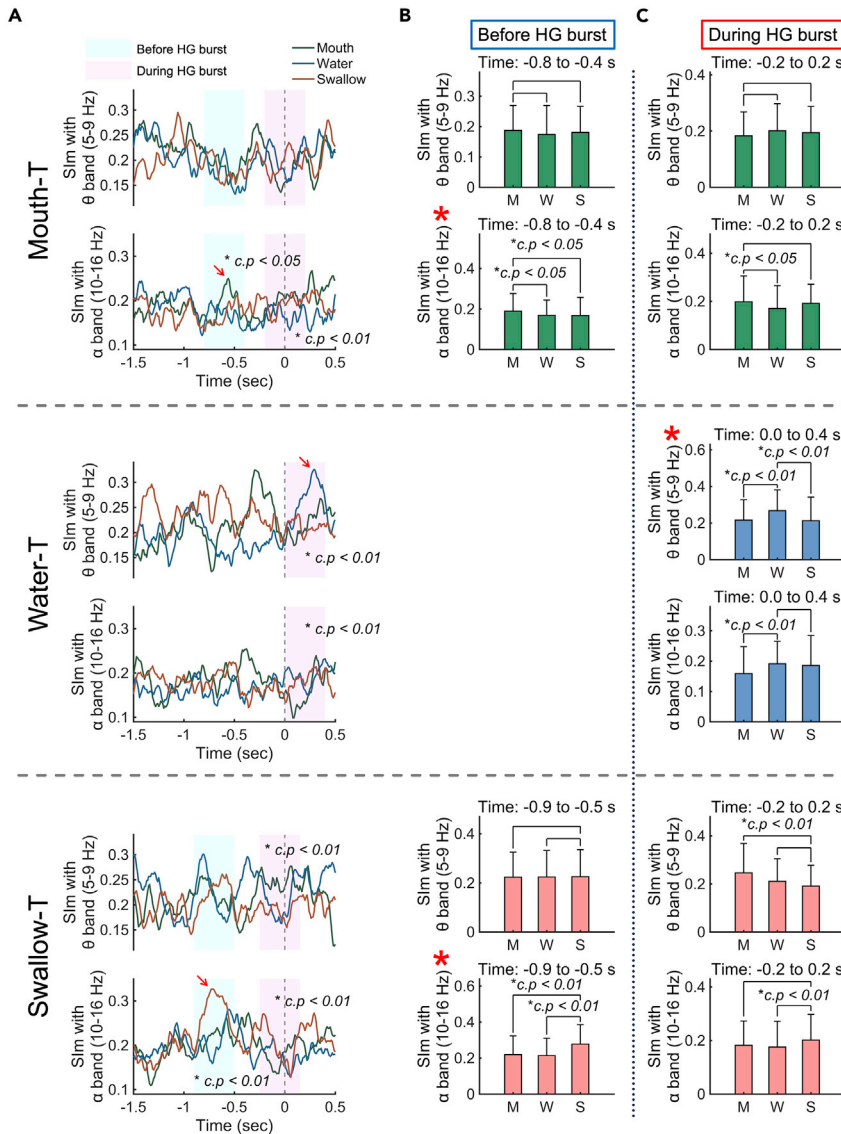 A
B
C
Before HG burst
During HG burst
Mouth
Water
Swallow
Before HG burst
During HG burst
Mouth-T
SIm with
θ band (5-9 Hz)
0.3
0.25
0.2
0.15
SIm with
α band (10-16 Hz)
0.3
0.2
0.1
* c.p < 0.05
* c.p < 0.01
-1.5
-1
-0.5
0
0.5
Time (sec)
Time: -0.8 to -0.4 s
SIm with
θ band (5-9 Hz)
0.3
0.2
0.1
0
M W S
*
Time: -0.8 to -0.4 s
SIm with
α band (10-16 Hz)
0.4
0.2
0
*c.p < 0.05
*c.p < 0.05
M W S
Time: -0.2 to 0.2 s
0.4
0.2
0
M W S
Time: -0.2 to 0.2 s
0.4
0.2
0
*c.p < 0.05
M W S
Water-T
SIm with
θ band (5-9 Hz)
0.3
0.25
0.2
0.15
* c.p < 0.01
SIm with
α band (10-16 Hz)
0.3
0.2
0.1
* c.p < 0.01
-1.5
-1
-0.5
0
0.5
Time (sec)
*
Time: 0.0 to 0.4 s
SIm with
θ band (5-9 Hz)
0.6
0.4
0.2
0
*c.p < 0.01
*c.p < 0.01
M W S
Time: 0.0 to 0.4 s
SIm with
α band (10-16 Hz)
0.4
0.2
0
*c.p < 0.01
M W S
Swallow-T
SIm with
θ band (5-9 Hz)
0.3
0.25
0.2
0.15
0.1
* c.p < 0.01
SIm with
α band (10-16 Hz)
0.3
0.2
0.1
* c.p < 0.01
* c.p < 0.01
-1.5
-1
-0.5
0
0.5
Time (sec)
Time: -0.9 to -0.5 s
SIm with
θ band (5-9 Hz)
0.4
0.2
0
M W S
*
Time: -0.9 to -0.5 s
SIm with
α band (10-16 Hz)
0.6
0.4
0.2
0
*c.p < 0.01
*c.p < 0.01
M W S
Time: -0.2 to 0.2 s
0.4
0.2
0
*c.p < 0.01
M W S
Time: -0.2 to 0.2 s
0.4
0.2
0
*c.p < 0.01
M W S